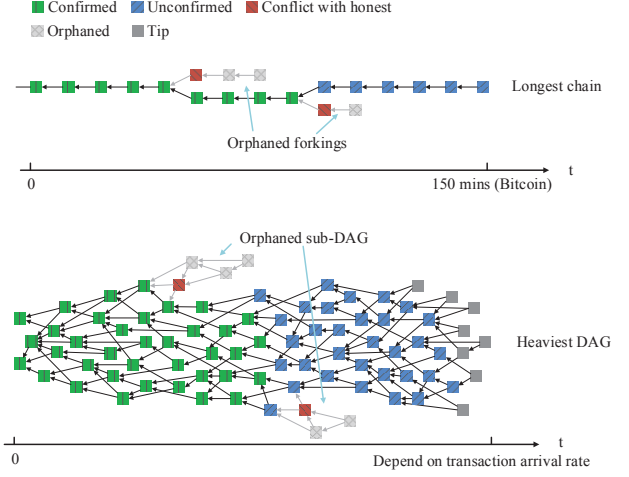 Confirmed Unconfirmed Conflict with honest
Orphaned Tip
Longest chain
Orphaned forkings
t
0 150 mins (Bitcoin)
Orphaned sub-DAG
Heaviest DAG
t
0 Depend on transaction arrival rate